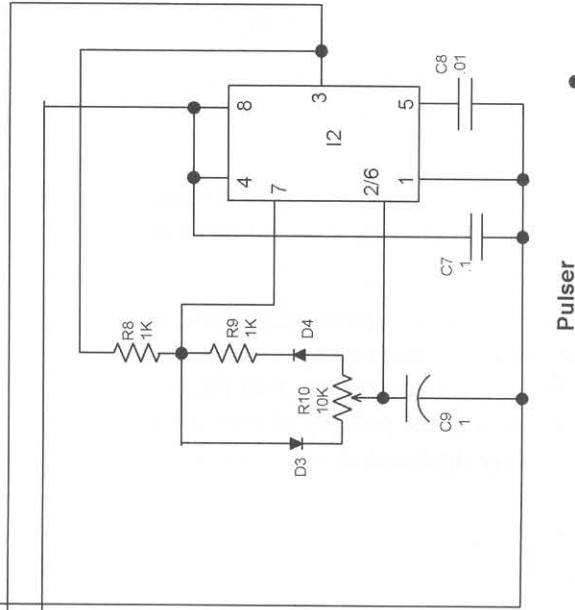 R8
1K
R9
1K
D4
D3
R10
10K
C9
1
C7
.1
C8
.01
4
8
7
3
I2
2/6
1
5
Pulser